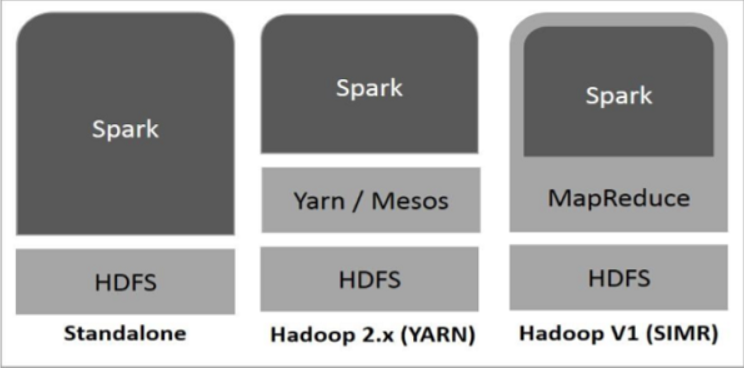 Spark
HDFS
Standalone
Spark
Yarn / Mesos
HDFS
Hadoop 2.x (YARN)
Spark
MapReduce
HDFS
Hadoop V1 (SIMR)